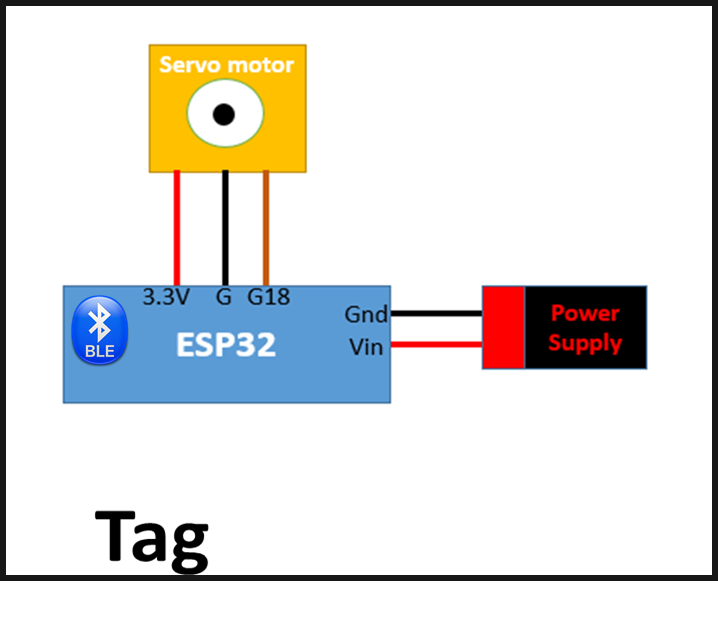 Servo motor
3.3V G G18
Gnd
BLE
ESP32
Vin
Power
Supply
Tag